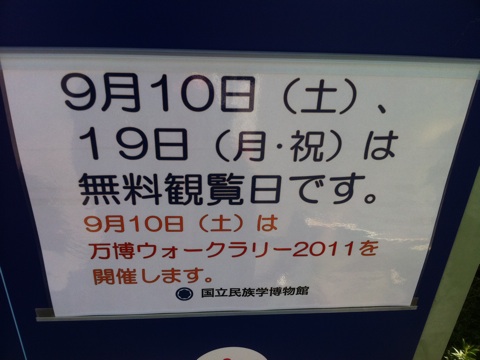 9月10日（土）、
19日（月・祝）は
無料観覧日です。
9月10日（土）は
万博ウォークラリー2011を
開催します。
国立民族学博物館